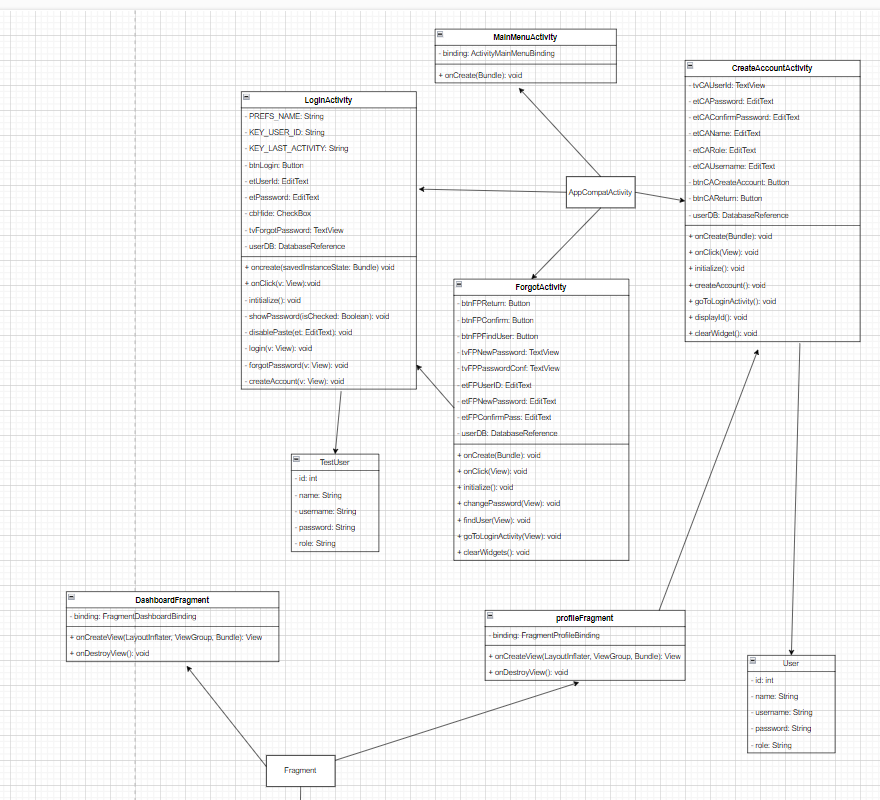 MainMenuActivity
- binding: ActivityMainMenuBinding
+ onCreate(Bundle): void
CreateAccountActivity
- tvCAUserId: TextView
- etCAPassword: EditText
- etCAConfirmPassword: EditText
- etCAName: EditText
- etCARole: EditText
- etCAUsername: EditText
- btnCACreateAccount: Button
- btnCAReturn: Button
- userDB: DatabaseReference
+ onCreate(Bundle): void
+ onClick(View): void
+ initialize(): void
+ createAccount(): void
+ goToLoginActivity(): void
+ displayId(): void
+ clearWidget(): void
LogInActivity
- PREFS_NAME: String
- KEY_USER_ID: String
- KEY_LAST_ACTIVITY: String
- btnLogin: Button
- etUserId: EditText
- etPassword: EditText
- cbHide: CheckBox
- tvForgotPassword: TextView
- userDB: DatabaseReference
+ oncreate(savedInstanceState: Bundle) void
+ onClick(v: View):void
- intitialize(): void
- showPassword(isChecked: Boolean): void
- disablePaste(et: EditText): void
- login(v: View): void
- forgotPassword(v: View): void
- createAccount(v: View): void
AppCompatActivity
ForgotActivity
- btnFPReturn: Button
- btnFPConfirm: Button
- btnFPFindUser: Button
- tvFPNewPassword: TextView
- tvFPPasswordConf: TextView
- etFPUserID: EditText
- etFPNewPassword: EditText
- etFPConfirmPass: EditText
- userDB: DatabaseReference
+ onCreate(Bundle): void
+ onClick(View): void
+ initialize(): void
+ changePassword(View): void
+ findUser(View): void
+ goToLoginActivity(View): void
+ clearWidgets(): void
TestUser
- id: int
- name: String
- username: String
- password: String
- role: String
DashboardFragment
- binding: FragmentDashboardBinding
+ onCreateView(LayoutInflater, ViewGroup, Bundle): View
+ onDestroyView(): void
profileFragment
- binding: FragmentProfileBinding
+ onCreateView(LayoutInflater, ViewGroup, Bundle): View
+ onDestroyView(): void
User
- id: int
- name: String
- username: String
- password: String
- role: String
Fragment